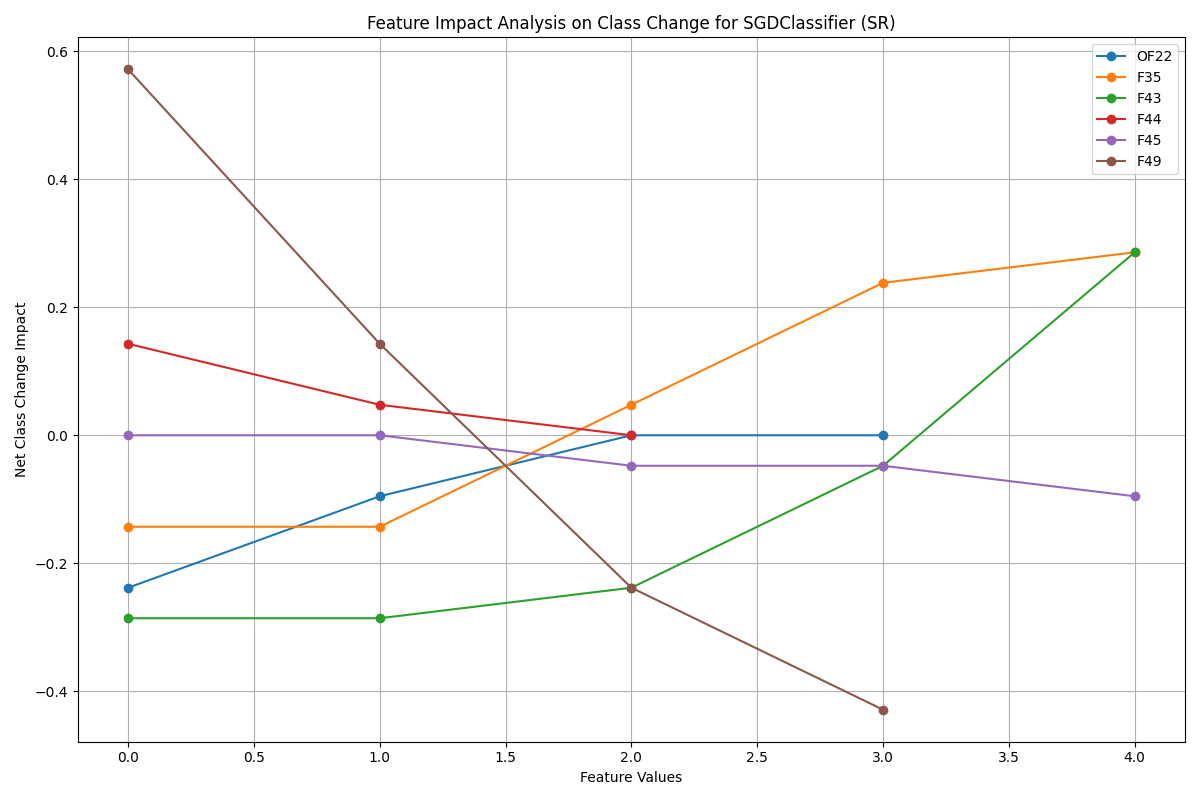 Feature Impact Analysis on Class Change for SGDClassifier (SR)
OF22
F35
F43
F44
F45
F49
Net Class Change Impact
0.6
0.4
0.2
0.0
−0.2
−0.4
0.0 0.5 1.0 1.5 2.0 2.5 3.0 3.5 4.0
Feature Values